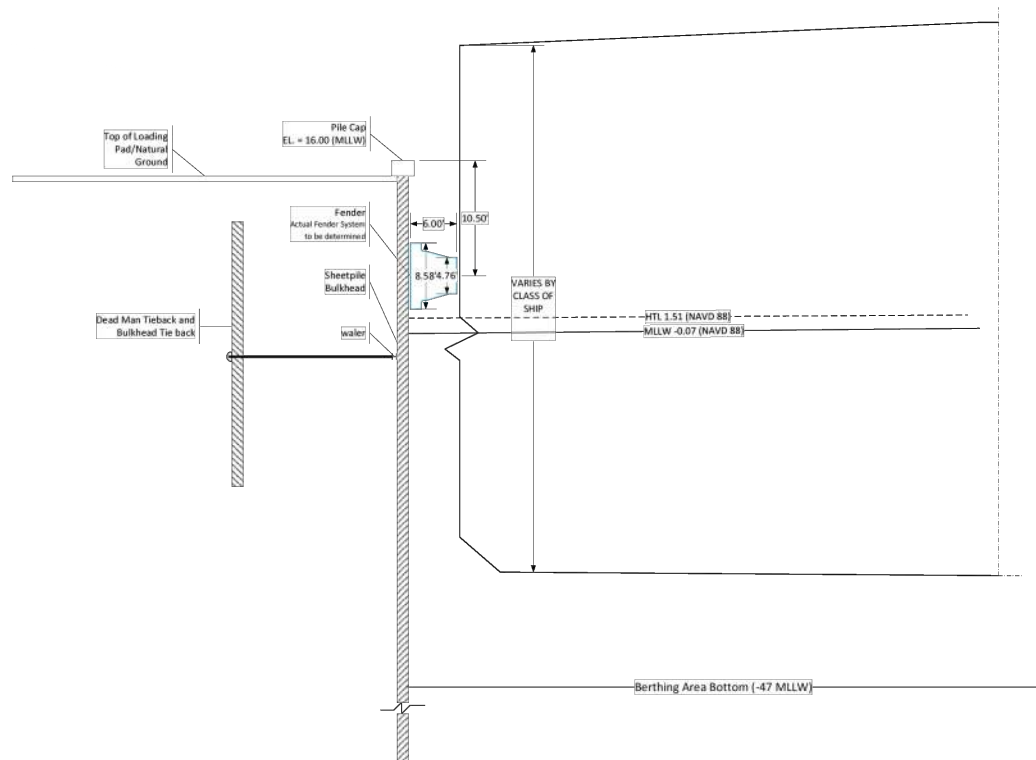 Pile Cap
EL. = 16.00 (MLLW)
Top of Loading
Pad/Natural
Ground
Fender
Actual Fender System
to be determined
6.00'
10.50'
8.58'
4.76'
Sheetpile
Bulkhead
VARIES BY
CLASS OF
SHIP
Dead Man Tieback and
Bulkhead Tie back
waler
HTL 1.51 (NAVD 88)
MLLW -0.07 (NAVD 88)
Berthing Area Bottom (-47 MLLW)